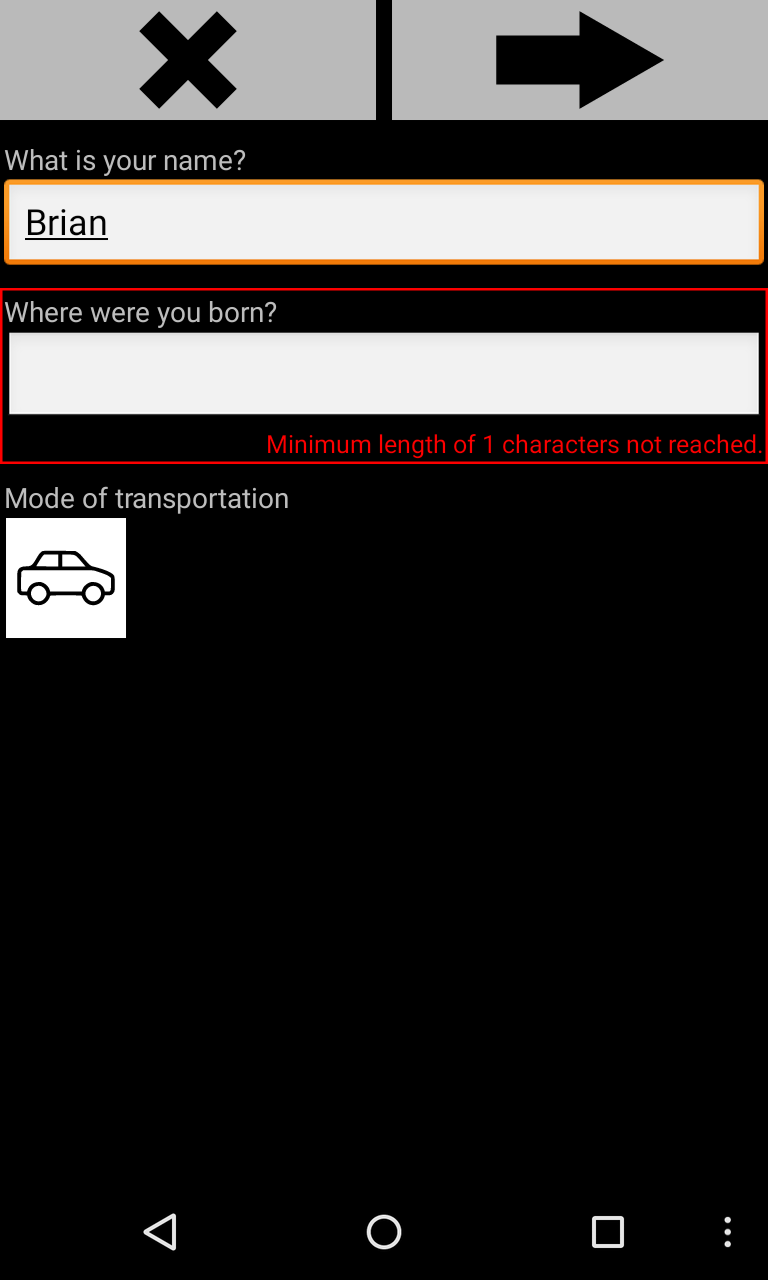 What is your name?
Brian
Where were you born?
Minimum length of 1 characters not reached.
Mode of transportation